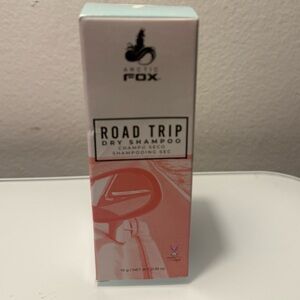 ARCTIC
FOX
ROAD TRIP
DRY SHAMPOO
CHAMPÚ SECO
SHAMPOOING SEC